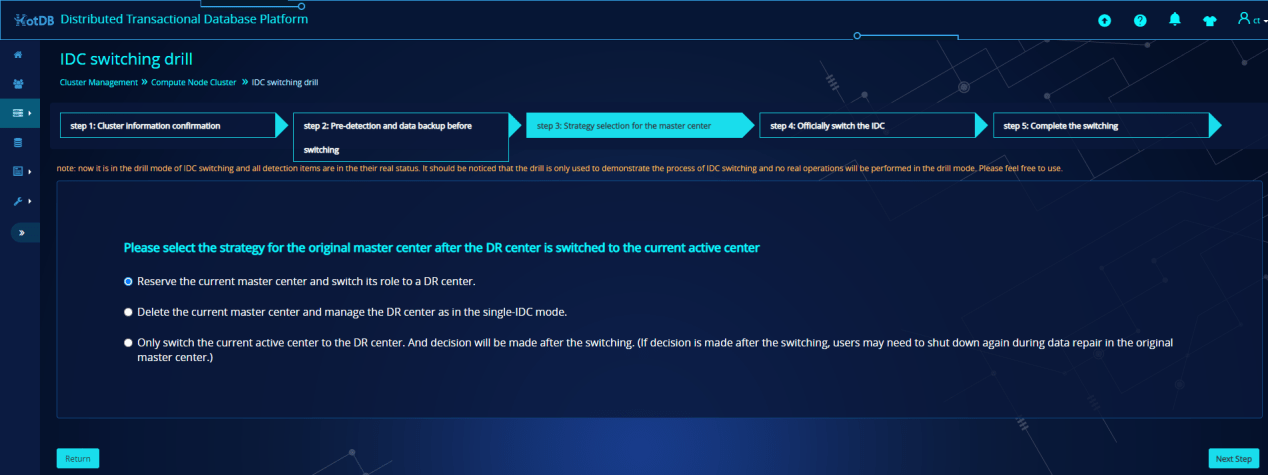 HotDB Distributed Transactional Database Platform
ct
IDC switching drill
Cluster Management » Compute Node Cluster » IDC switching drill
step 1: Cluster information confirmation
step 2: Pre-detection and data backup before
switching
step 3: Strategy selection for the master center
step 4: Officially switch the IDC
step 5: Complete the switching
note: now it is in the drill mode of IDC switching and all detection items are in the their real status. It should be noticed that the drill is only used to demonstrate the process of IDC switching and no real operations will be performed in the drill mode. Please feel free to use.
Please select the strategy for the original master center after the DR center is switched to the current active center
Reserve the current master center and switch its role to a DR center.
Delete the current master center and manage the DR center as in the single-IDC mode.
Only switch the current active center to the DR center. And decision will be made after the switching. (If decision is made after the switching, users may need to shut down again during data repair in the original
master center.)
Return
Next Step